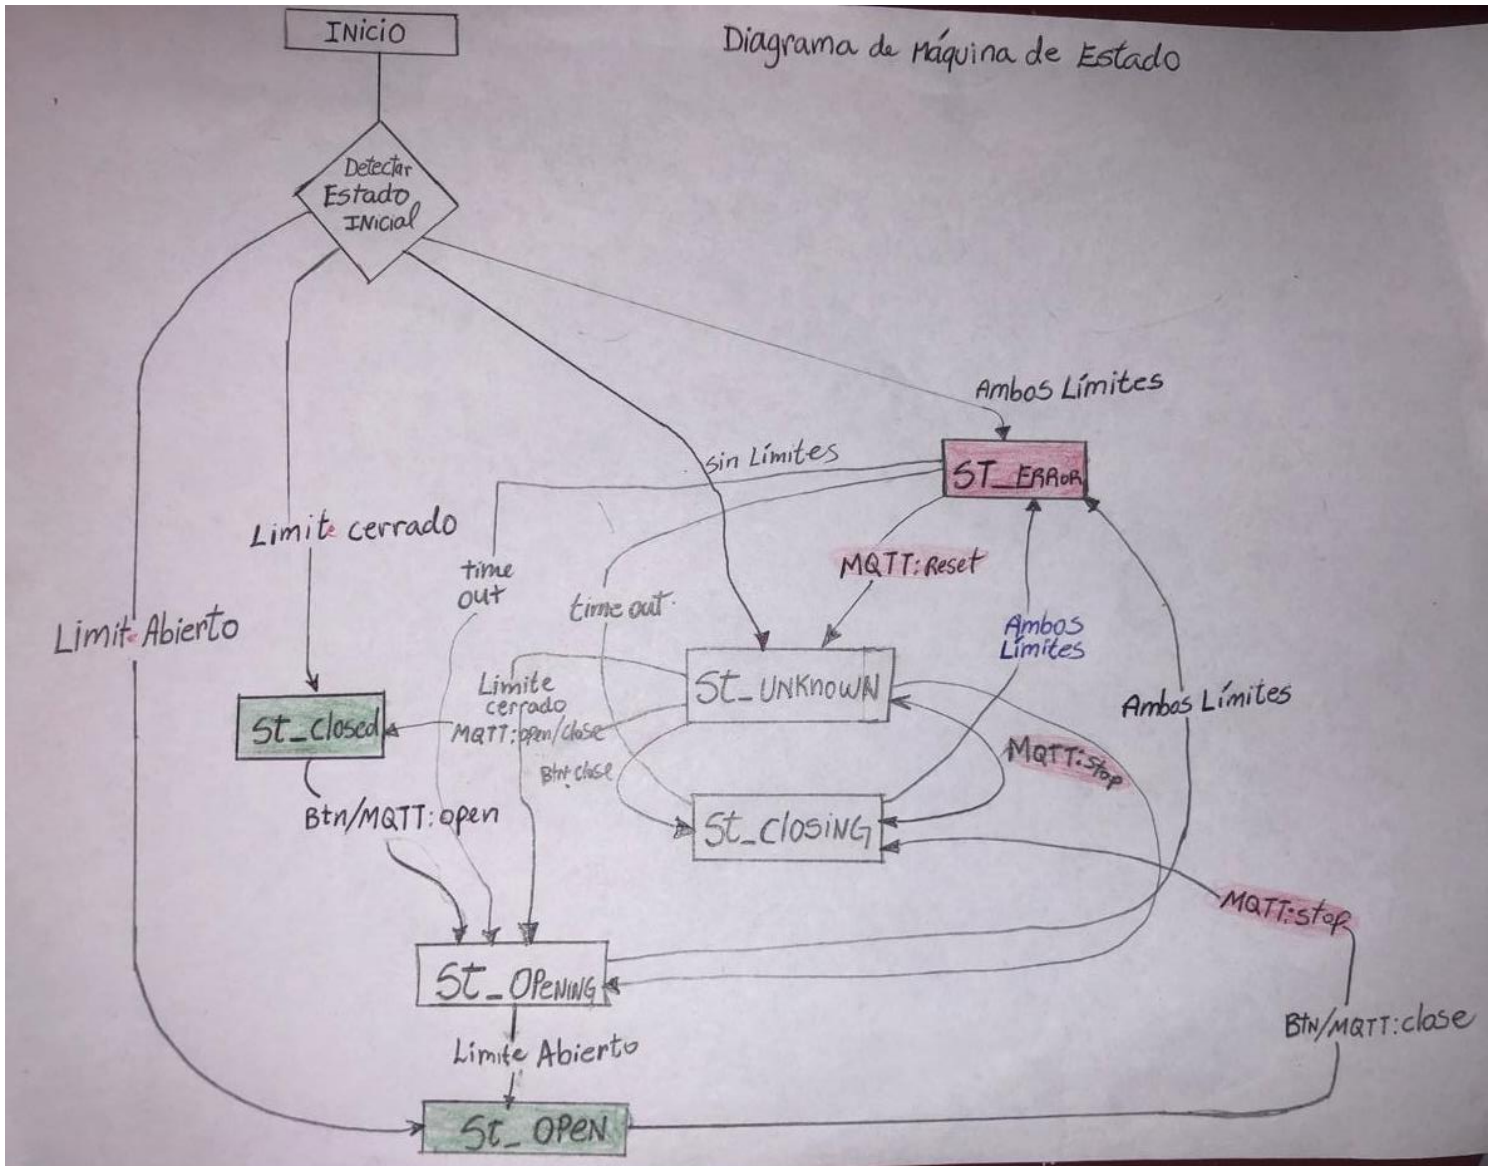 INICIO
Diagrama de Máquina de Estado
Detectar
Estado
INicial
Ambos Límites
ST_ERROR
sin Límites
Limite cerrado
MQTT:Reset
time
out
time out
Limit Abierto
Ambos
Límites
St_UNKNOWN
Limite
cerrado
Ambos Límites
St_Closed
MQTT:open/close
MQTT:stop
Btn:close
Btn/MQTT:open
St_ClOSiNG
MQTT:stop
St_OPeNING
Btn/MQTT:close
Limite Abierto
St_OPEN